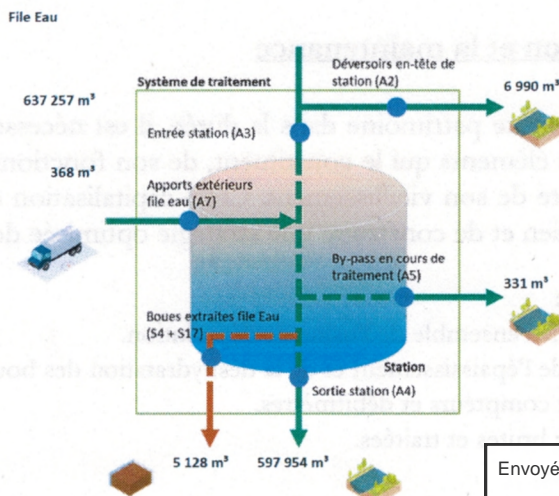 File Eau
Déversoirs en-tête de
station (A2)
Système de traitement
637 257 m³
6 990 m³
Entrée station (A3)
368 m³
Apports extérieurs
file eau (A7)
By-pass en cours de
traitement (A5)
331 m³
Boues extraites file Eau
(S4 + S17)
Station
Sortie station (A4)
5 128 m³
597 954 m³
Envoyé